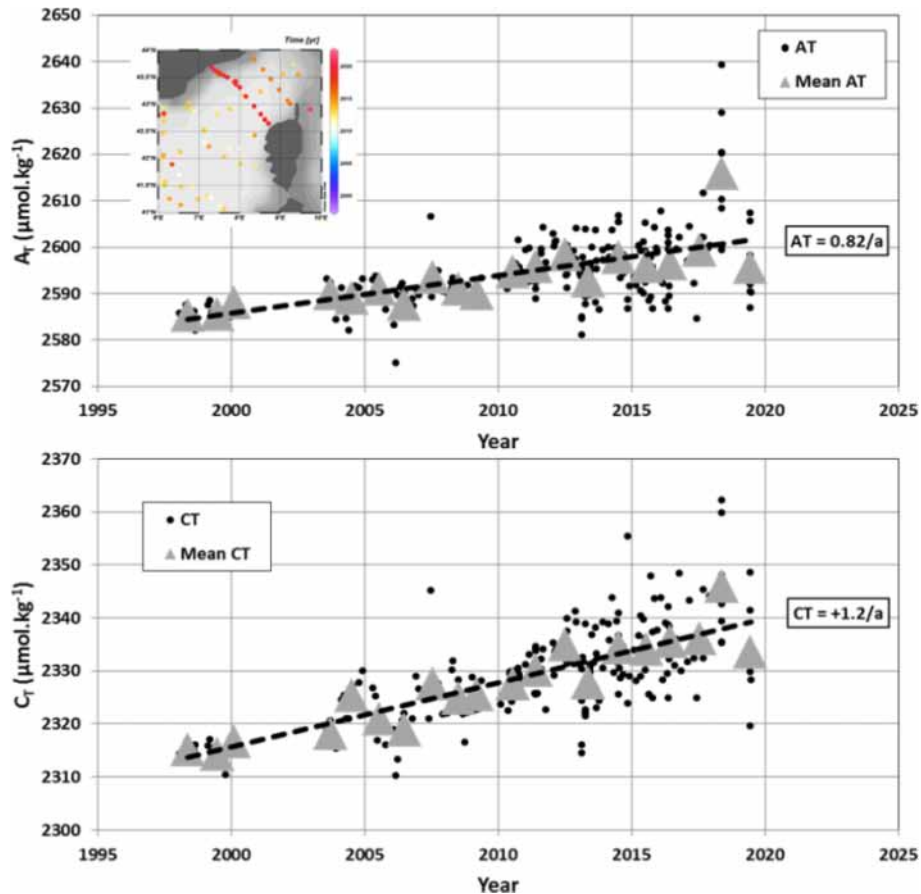 2650
2640
2630
2620
2610
2600
2590
2580
2570
A_T (µmol.kg⁻¹)
Time [yr]
AT
Mean AT
AT = 0.82/a
1995 2000 2005 2010 2015 2020 2025
Year
2370
2360
2350
2340
2330
2320
2310
2300
C_T (µmol.kg⁻¹)
CT
Mean CT
CT = +1.2/a
1995 2000 2005 2010 2015 2020 2025
Year